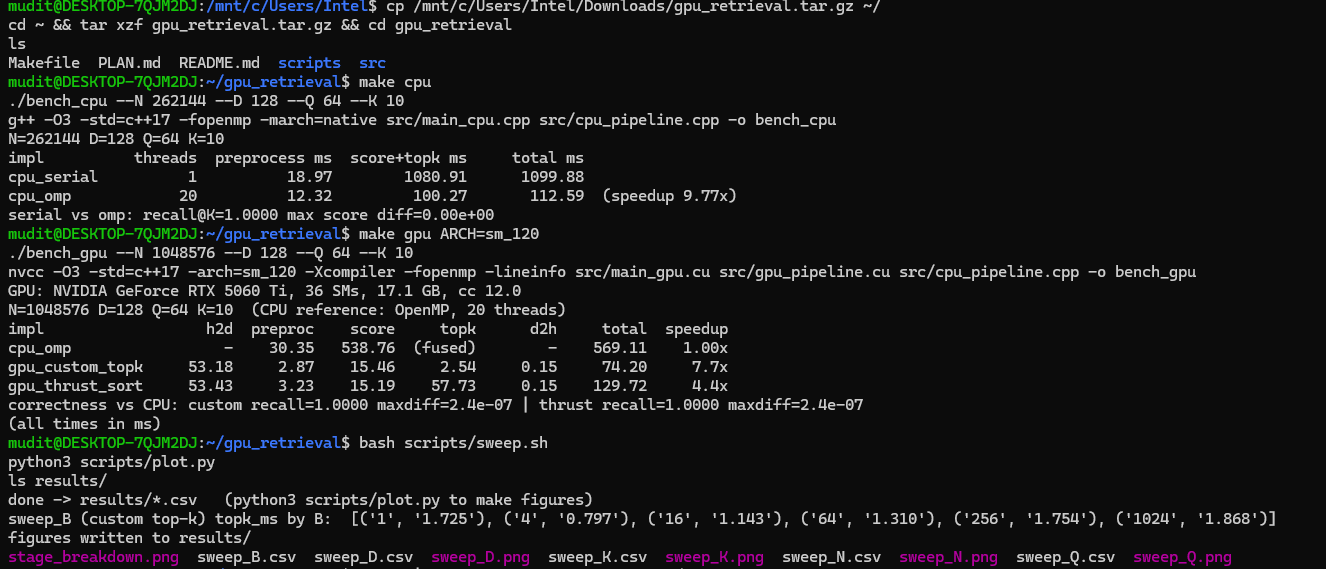 mudit@DESKTOP-7QJM2DJ:/mnt/c/Users/Intel$ cp /mnt/c/Users/Intel/Downloads/gpu_retrieval.tar.gz ~/
cd ~ && tar xzf gpu_retrieval.tar.gz && cd gpu_retrieval
ls
Makefile  PLAN.md  README.md  scripts  src
mudit@DESKTOP-7QJM2DJ:~/gpu_retrieval$ make cpu
./bench_cpu --N 262144 --D 128 --Q 64 --K 10
g++ -O3 -std=c++17 -fopenmp -march=native src/main_cpu.cpp src/cpu_pipeline.cpp -o bench_cpu
N=262144 D=128 Q=64 K=10
impl          threads  preprocess ms  score+topk ms     total ms
cpu_serial          1          18.97        1080.91      1099.88
cpu_omp            20          12.32         100.27       112.59  (speedup 9.77x)
serial vs omp: recall@K=1.0000 max score diff=0.00e+00
mudit@DESKTOP-7QJM2DJ:~/gpu_retrieval$ make gpu ARCH=sm_120
./bench_gpu --N 1048576 --D 128 --Q 64 --K 10
nvcc -O3 -std=c++17 -arch=sm_120 -Xcompiler -fopenmp -lineinfo src/main_gpu.cu src/gpu_pipeline.cu src/cpu_pipeline.cpp -o bench_gpu
GPU: NVIDIA GeForce RTX 5060 Ti, 36 SMs, 17.1 GB, cc 12.0
N=1048576 D=128 Q=64 K=10  (CPU reference: OpenMP, 20 threads)
impl                  h2d  preproc    score     topk      d2h     total  speedup
cpu_omp                 -    30.35   538.76  (fused)        -    569.11    1.00x
gpu_custom_topk     53.18     2.87    15.46     2.54     0.15     74.20     7.7x
gpu_thrust_sort     53.43     3.23    15.19    57.73     0.15    129.72     4.4x
correctness vs CPU: custom recall=1.0000 maxdiff=2.4e-07 | thrust recall=1.0000 maxdiff=2.4e-07
(all times in ms)
mudit@DESKTOP-7QJM2DJ:~/gpu_retrieval$ bash scripts/sweep.sh
python3 scripts/plot.py
ls results/
done -> results/*.csv   (python3 scripts/plot.py to make figures)
sweep_B (custom top-k) topk_ms by B:  [('1', '1.725'), ('4', '0.797'), ('16', '1.143'), ('64', '1.310'), ('256', '1.754'), ('1024', '1.868')]
figures written to results/
stage_breakdown.png  sweep_B.csv  sweep_D.csv  sweep_D.png  sweep_K.csv  sweep_K.png  sweep_N.csv  sweep_N.png  sweep_Q.csv  sweep_Q.png